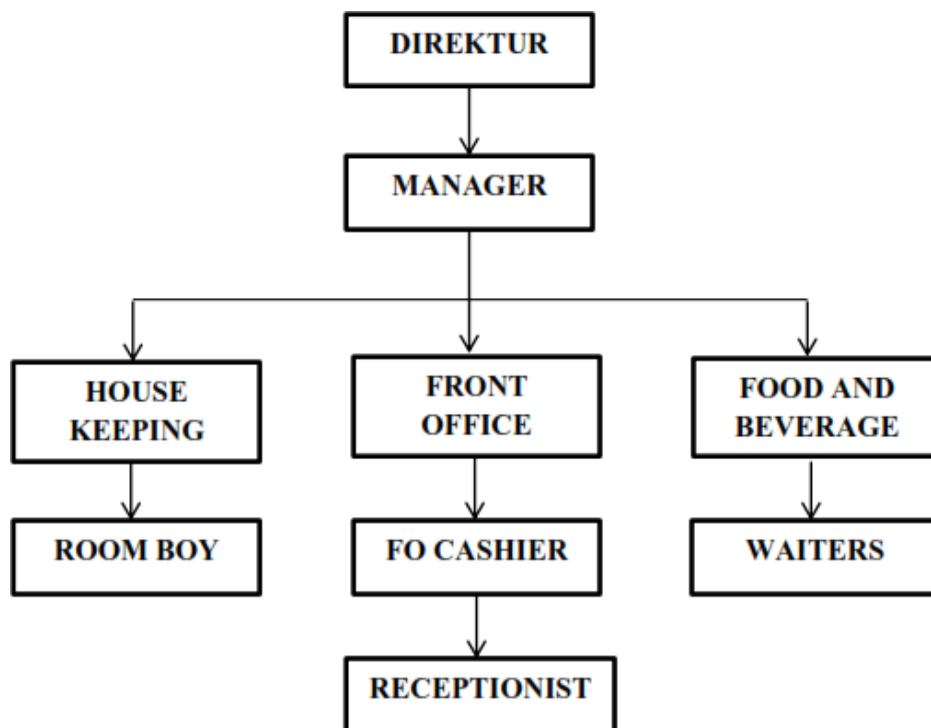 DIREKTUR
MANAGER
HOUSE
KEEPING
FRONT
OFFICE
FOOD AND
BEVERAGE
ROOM BOY
FO CASHIER
WAITERS
RECEPTIONIST